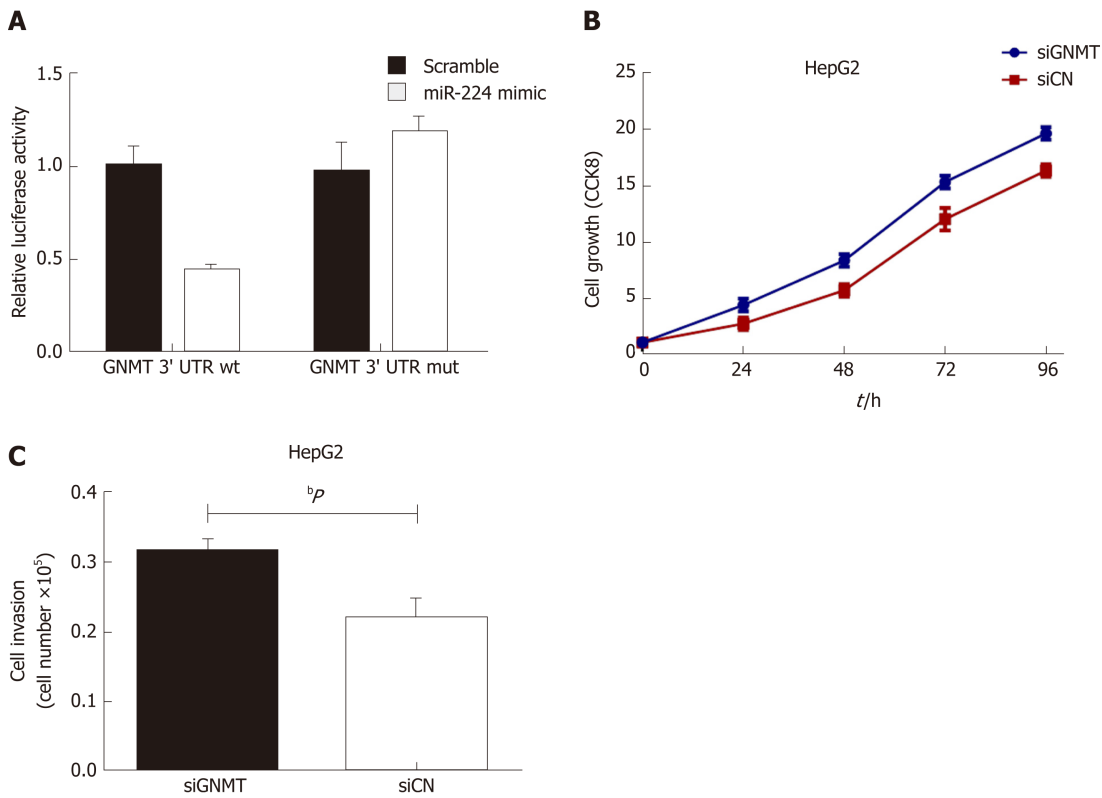 A
Scramble
miR-224 mimic
Relative luciferase activity
1.5
1.0
0.5
0.0
GNMT 3' UTR wt
GNMT 3' UTR mut
B
siGNMT
siCN
HepG2
Cell growth (CCK8)
25
20
15
10
5
0
0
24
48
72
96
t/h
C
HepG2
bP
Cell invasion
(cell number ×10⁵)
0.4
0.3
0.2
0.1
0.0
siGNMT
siCN